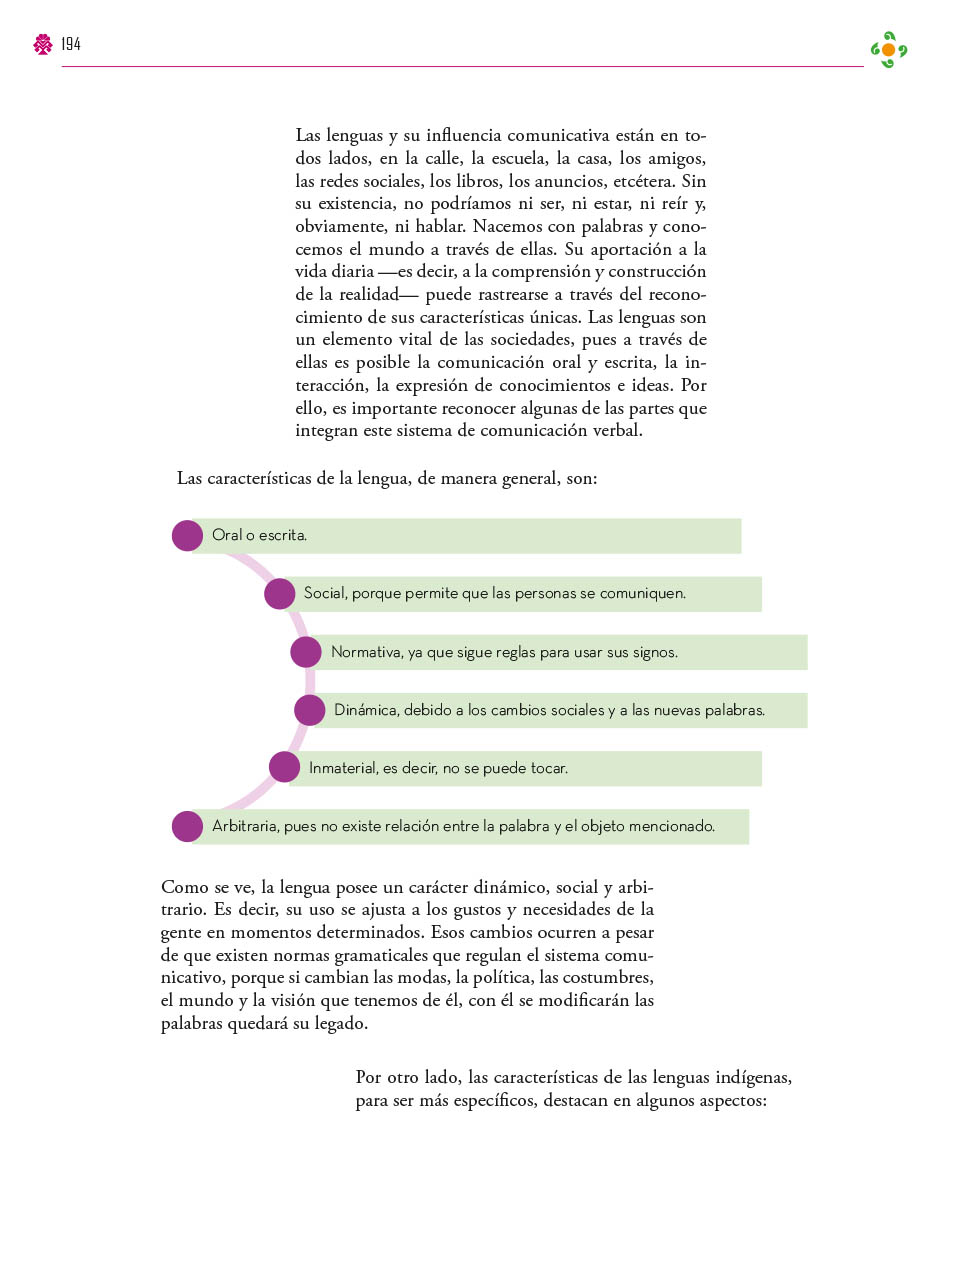 194
Las lenguas y su influencia comunicativa están en to-
dos lados, en la calle, la escuela, la casa, los amigos,
las redes sociales, los libros, los anuncios, etcétera. Sin
su existencia, no podríamos ni ser, ni estar, ni reír y,
obviamente, ni hablar. Nacemos con palabras y cono-
cemos el mundo a través de ellas. Su aportación a la
vida diaria —es decir, a la comprensión y construcción
de la realidad— puede rastrearse a través del recono-
cimiento de sus características únicas. Las lenguas son
un elemento vital de las sociedades, pues a través de
ellas es posible la comunicación oral y escrita, la in-
teracción, la expresión de conocimientos e ideas. Por
ello, es importante reconocer algunas de las partes que
integran este sistema de comunicación verbal.
Las características de la lengua, de manera general, son:
Oral o escrita.
Social, porque permite que las personas se comuniquen.
Normativa, ya que sigue reglas para usar sus signos.
Dinámica, debido a los cambios sociales y a las nuevas palabras.
Inmaterial, es decir, no se puede tocar.
Arbitraria, pues no existe relación entre la palabra y el objeto mencionado.
Como se ve, la lengua posee un carácter dinámico, social y arbi-
trario. Es decir, su uso se ajusta a los gustos y necesidades de la
gente en momentos determinados. Esos cambios ocurren a pesar
de que existen normas gramaticales que regulan el sistema comu-
nicativo, porque si cambian las modas, la política, las costumbres,
el mundo y la visión que tenemos de él, con él se modificarán las
palabras quedará su legado.
Por otro lado, las características de las lenguas indígenas,
para ser más específicos, destacan en algunos aspectos: